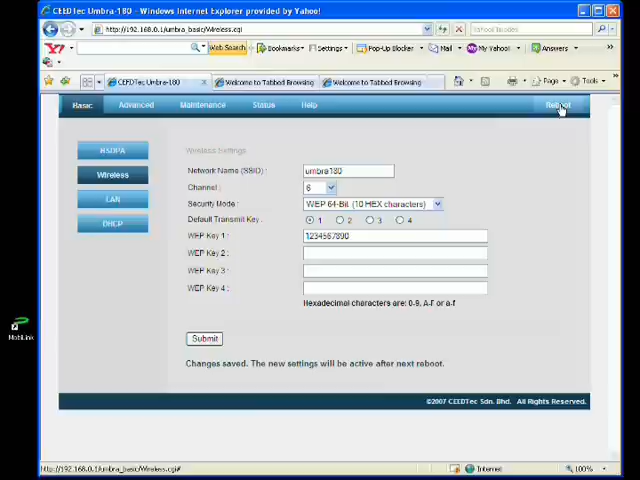 CEEDTec Umbra-180 - Windows Internet Explorer provided by Yahoo!
http://192.168.0.1/umbra_basic/Wireless.cgi
Yahoo! Search
Web Search
Bookmarks
Settings
Pop-Up Blocker
Mail
My Yahoo!
Answers
CEEDTec Umbra-180
Welcome to Tabbed Browsing
Welcome to Tabbed Browsing
Page
Tools
Basic
Advanced
Maintenance
Status
Help
Reboot
HSDPA
Wireless
LAN
DHCP
Wireless Settings
Network Name (SSID) : umbra180
Channel : 6
Security Mode : WEP 64-Bit (10 HEX characters)
Default Transmit Key : 1 2 3 4
WEP Key 1 : 1234567890
WEP Key 2 :
WEP Key 3 :
WEP Key 4 :
Hexadecimal characters are: 0-9, A-F or a-f
Submit
Changes saved. The new settings will be active after next reboot.
©2007 CEEDTec Sdn. Bhd. All Rights Reserved.
MobiLink
http://192.168.0.1/umbra_basic/Wireless.cgi#
Internet
100%